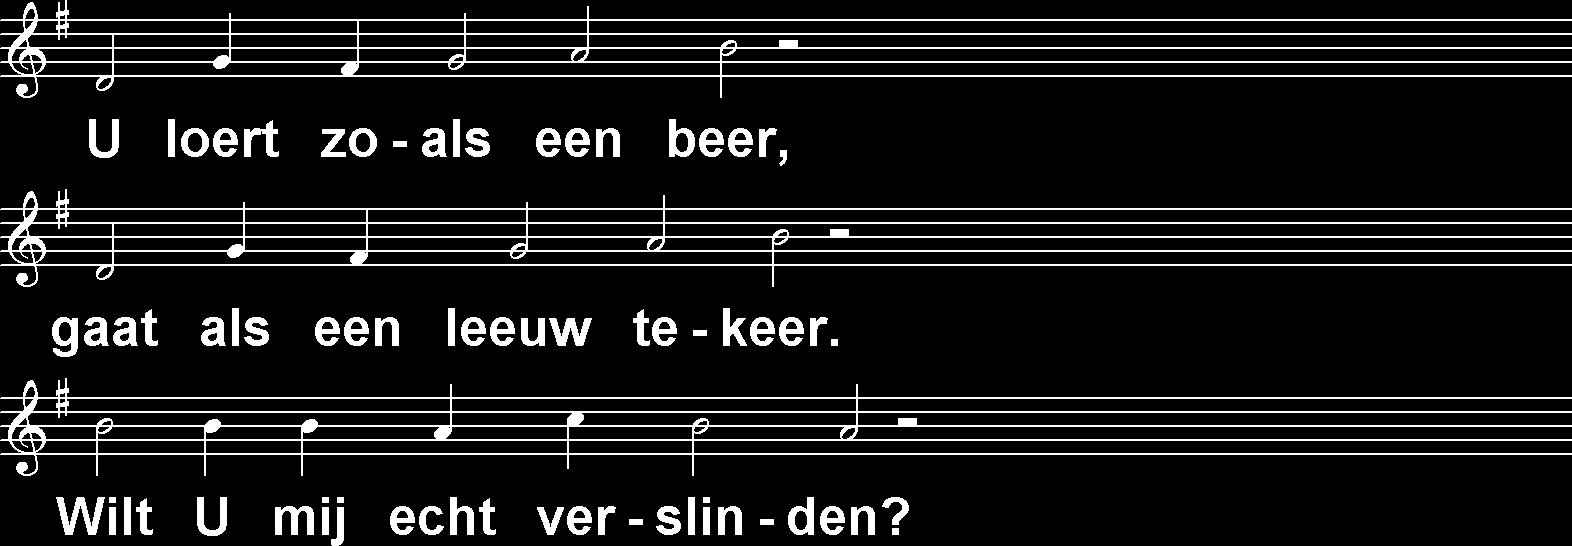 U loert zo - als een beer,
gaat als een leeuw te - keer.
Wilt U mij echt ver - slin - den?